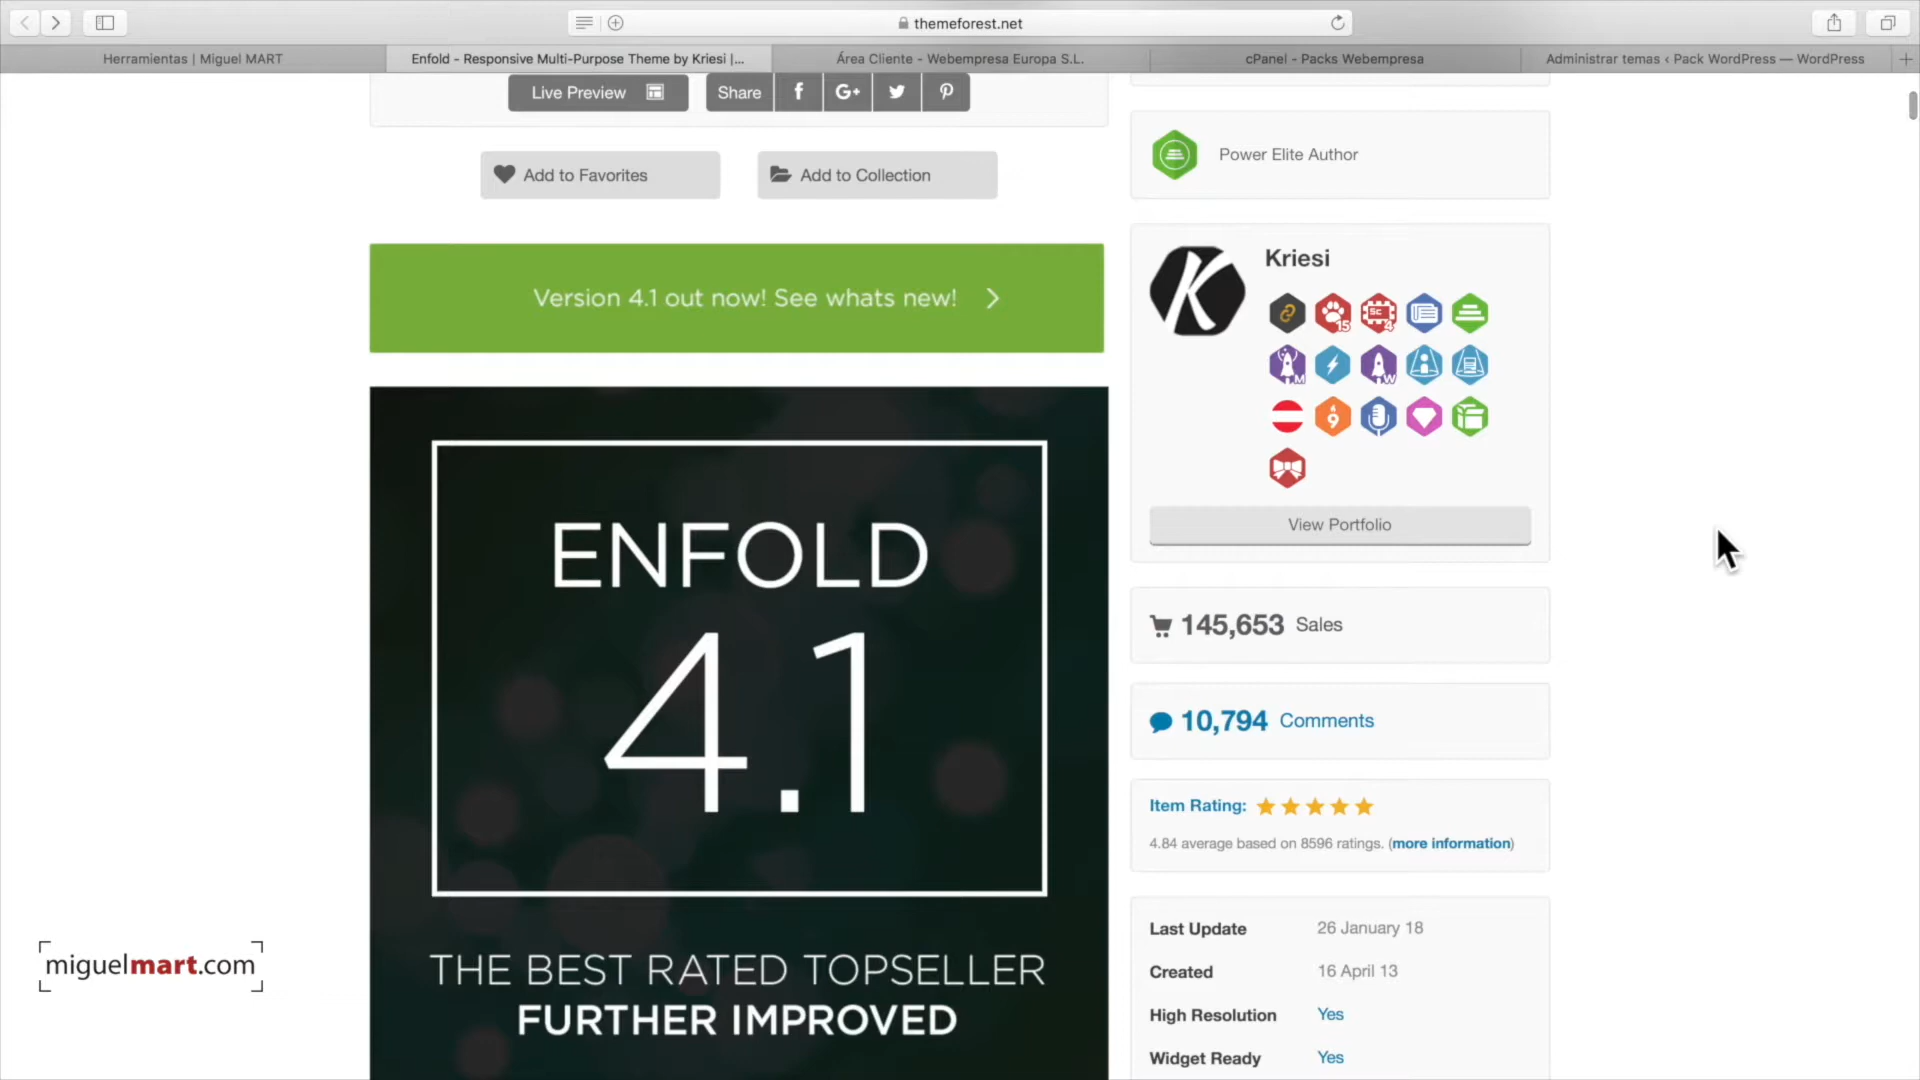 themeforest.net
Herramientas | Miguel MART
Enfold - Responsive Multi-Purpose Theme by Kriesi |...
Área Cliente - Webempresa Europa S.L.
cPanel - Packs Webempresa
Administrar temas ‹ Pack WordPress — WordPress
Live Preview
Share
G+
Add to Favorites
Add to Collection
Version 4.1 out now! See whats new!
ENFOLD
4.1
THE BEST RATED TOPSELLER
FURTHER IMPROVED
Power Elite Author
K
Kriesi
15
Sc
4
M
W
9
View Portfolio
145,653 Sales
10,794 Comments
Item Rating:
4.84 average based on 8596 ratings. (more information)
Last Update 26 January 18
Created 16 April 13
High Resolution Yes
Widget Ready Yes
miguelmart.com